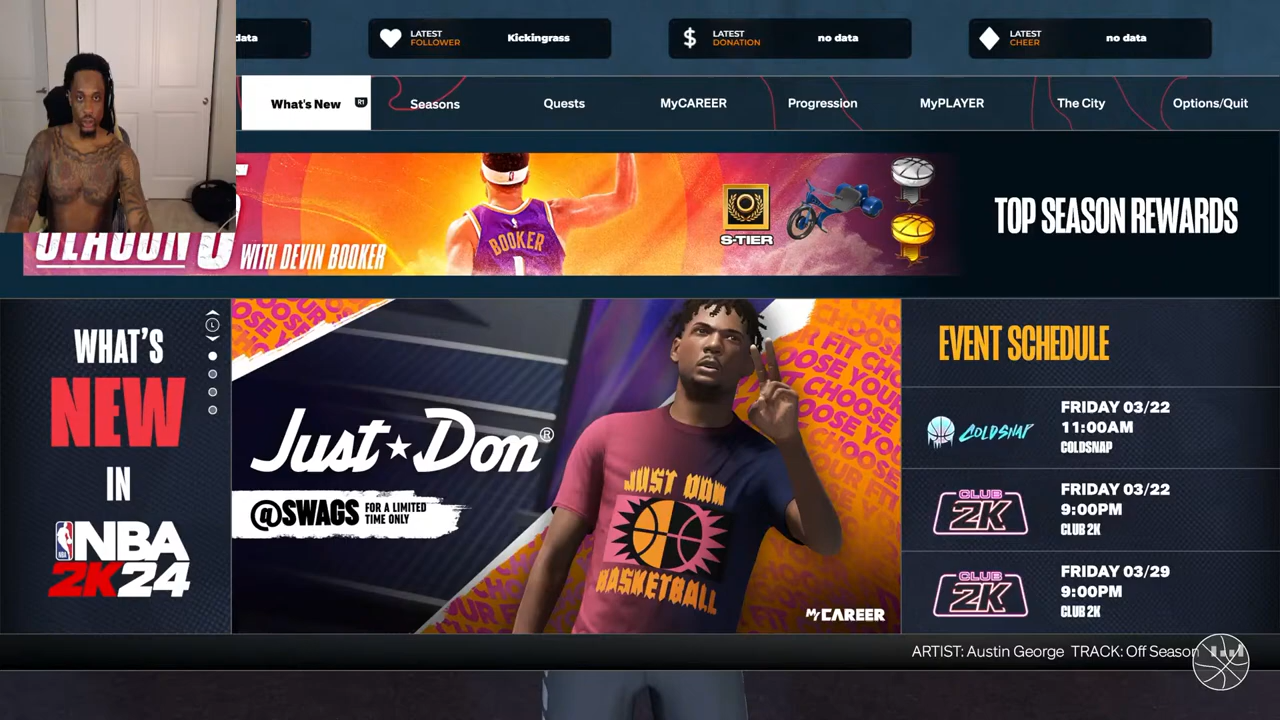 data
LATEST
FOLLOWER
Kickingrass
LATEST
DONATION
no data
LATEST
CHEER
no data
What's New
R1
Seasons
Quests
MyCAREER
Progression
MyPLAYER
The City
Options/Quit
WITH DEVIN BOOKER
BOOKER
1
S-TIER
TOP SEASON REWARDS
WHAT'S
NEW
IN
NBA
2K24
L
Just★Don®
@SWAGS FOR A LIMITED
TIME ONLY
JUST DON
BASKETBALL
MyCAREER
EVENT SCHEDULE
COLDSNAP
FRIDAY 03/22
11:00AM
COLDSNAP
CLUB
2K
FRIDAY 03/22
9:00PM
CLUB 2K
CLUB
2K
FRIDAY 03/29
9:00PM
CLUB 2K
ARTIST: Austin George TRACK: Off Season